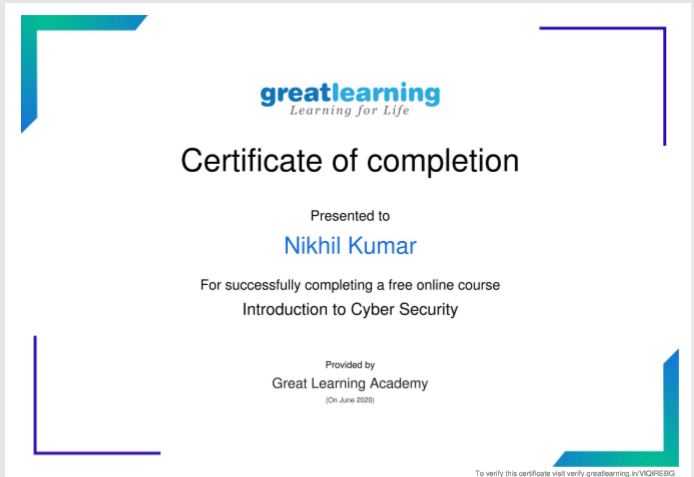 greatlearning
Learning for Life
Certificate of completion
Presented to
Nikhil Kumar
For successfully completing a free online course
Introduction to Cyber Security
Provided by
Great Learning Academy
(On June 2020)
To verify this certificate visit verify.greatlearning.in/VIQIREBG